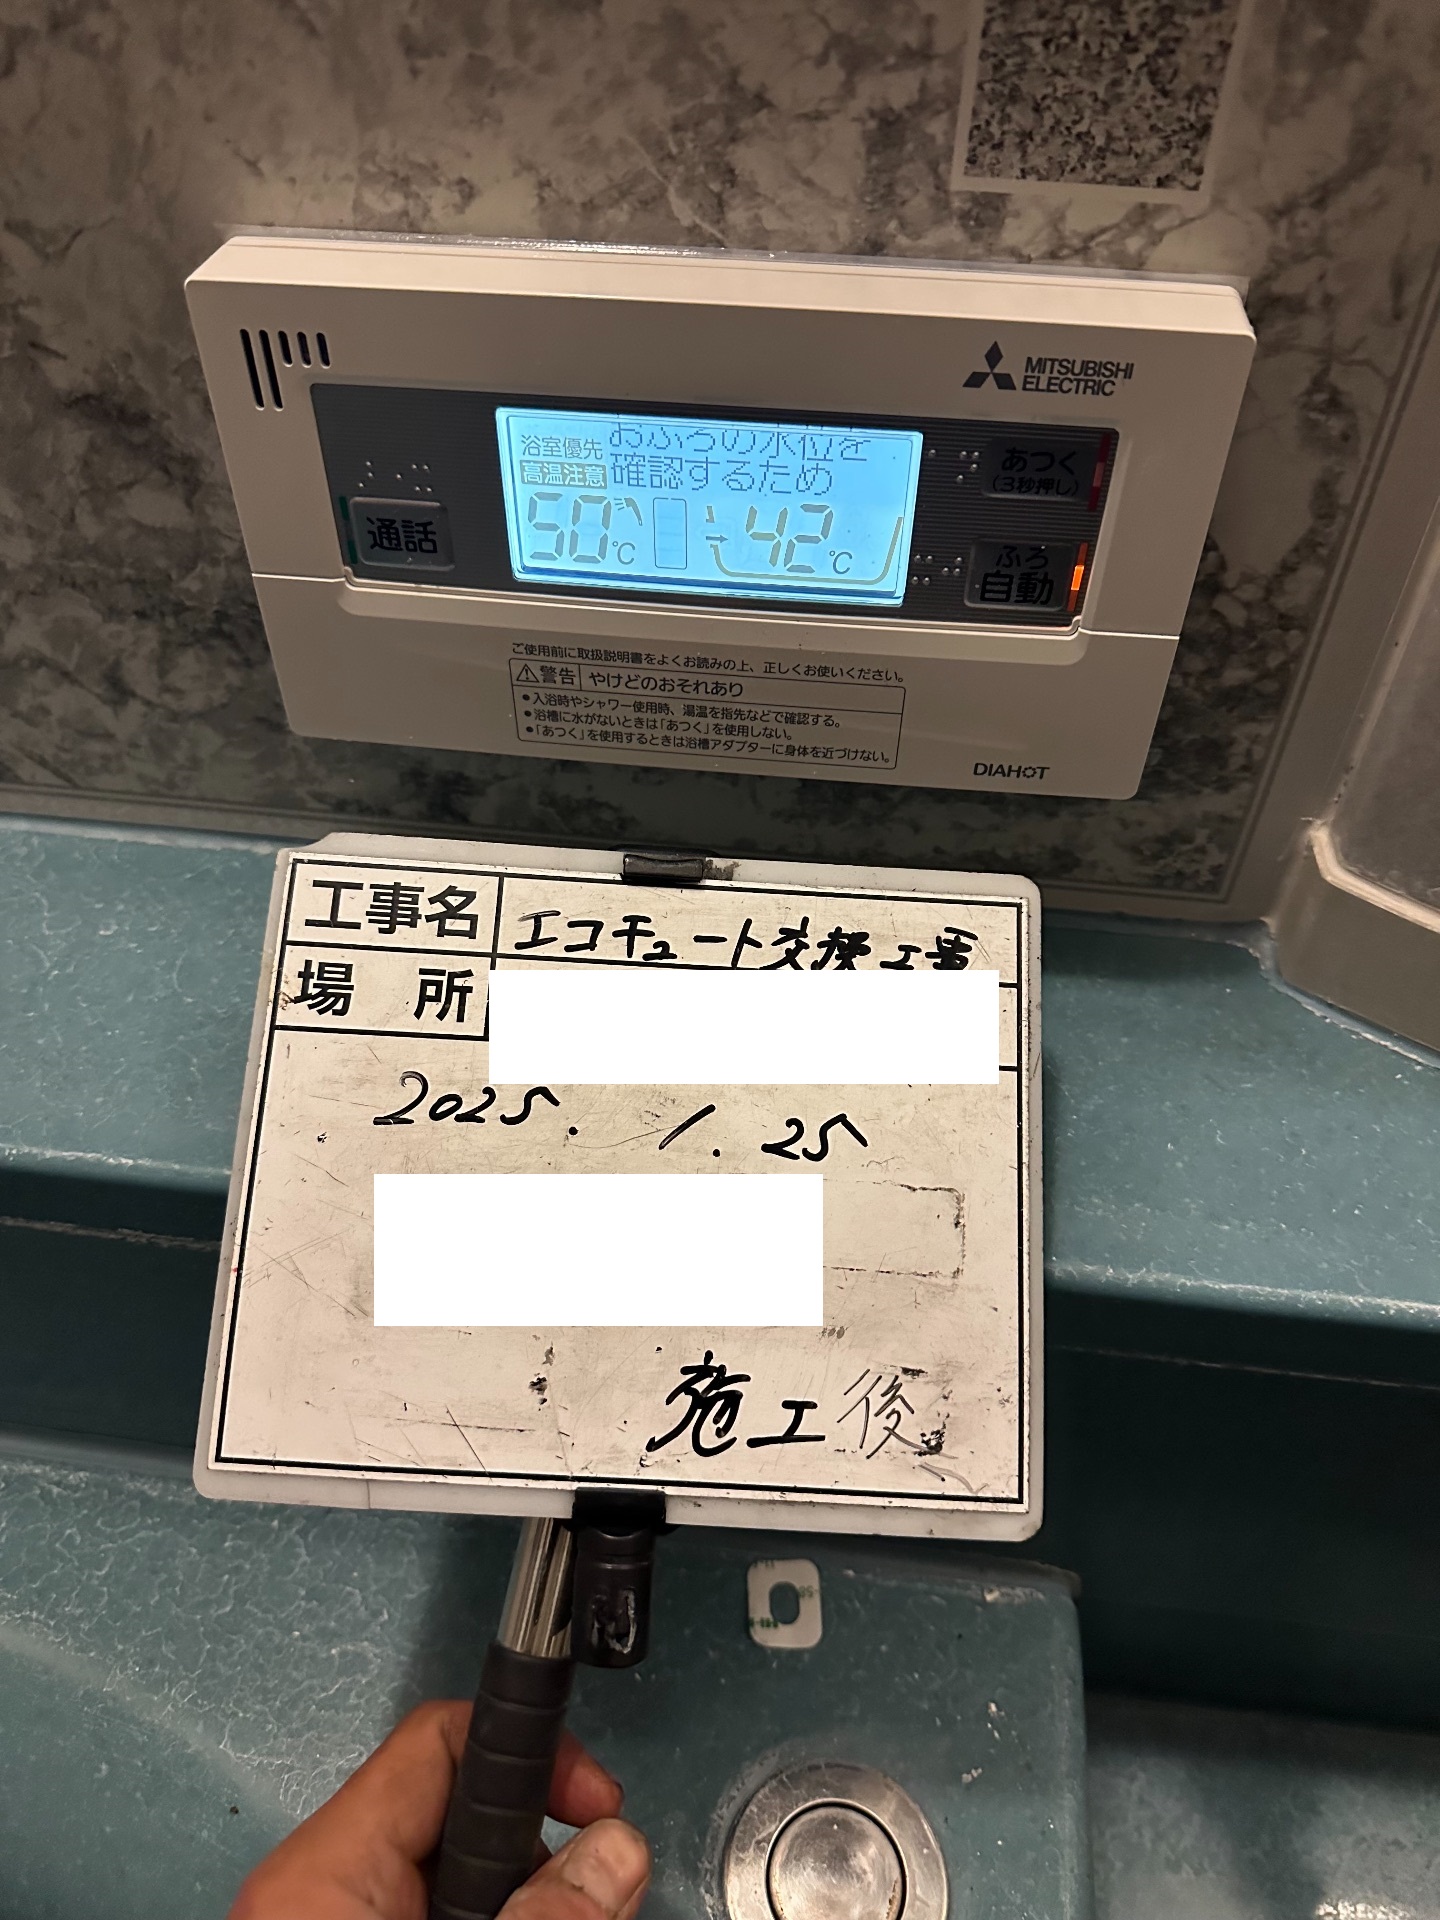 MITSUBISHI
ELECTRIC
浴室優先
高温注意
おふろの水位を
確認するため
50℃
42℃
通話
あつく
(3秒押し)
ふろ
自動
ご使用前に取扱説明書をよくお読みの上、正しくお使いください。
警告 やけどのおそれあり
●入浴時やシャワー使用時、湯温を指先などで確認する。
●浴槽に水がないときは「あつく」を使用しない。
●「あつく」を使用するときは浴槽アダプターに身体を近づけない。
DIAHOT
工事名 エコキュート交換工事
場所
2025. 1. 25
施工後